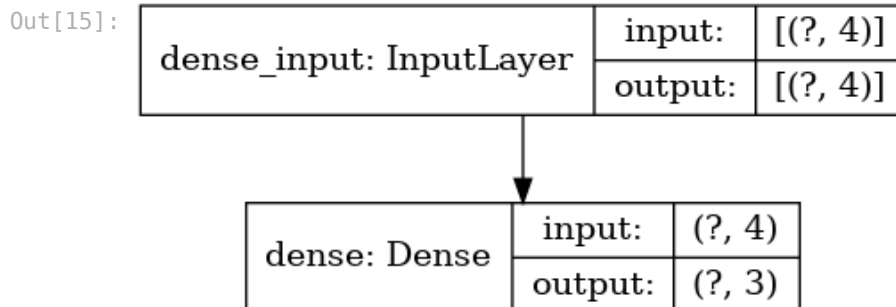 Out[15]:
dense_input: InputLayer
input:
[(?, 4)]
output:
[(?, 4)]
dense: Dense
input:
(?, 4)
output:
(?, 3)